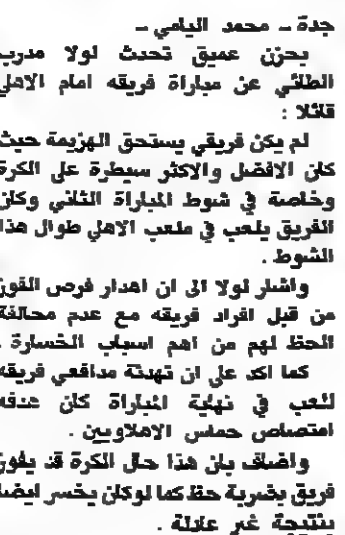 جدة ـ محمد اليامي ـ
بحزن عميق تحدث لولا مدرب
الطائي عن مباراة فريقه امام الاهلي
قائلا :
لم يكن فريقي يستحق الهزيمة حيث
كان الافضل والاكثر سيطرة على الكرة
وخاصة في شوط المباراة الثاني وكان
الفريق يلعب في ملعب الاهلي طوال هذا
الشوط .
واشار لولا الى ان اهدار فرص الفوز
من قبل افراد فريقه مع عدم محالفة
الحظ لهم من اهم اسباب الخسارة .
كما اكد على ان تهدئة مدافعي فريقه
للعب في نهاية المباراة كان هدفه
امتصاص حماس الاهلاويين .
واضاف بان هذا حال الكرة قد يفوز
فريق بضربة حظ كما لو كان يخسر ايضا
بنتيجة غير عادلة .